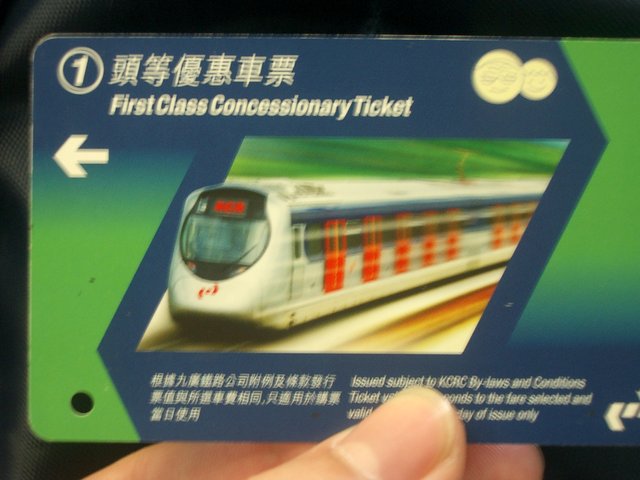 1 頭等優惠車票
First Class Concessionary Ticket
根據九廣鐵路公司附例及條款發行
票值與所選車費相同,只適用於購票
當日使用
Issued subject to KCRC By-laws and Conditions
Ticket responds to the fare selected and
valid day of issue only